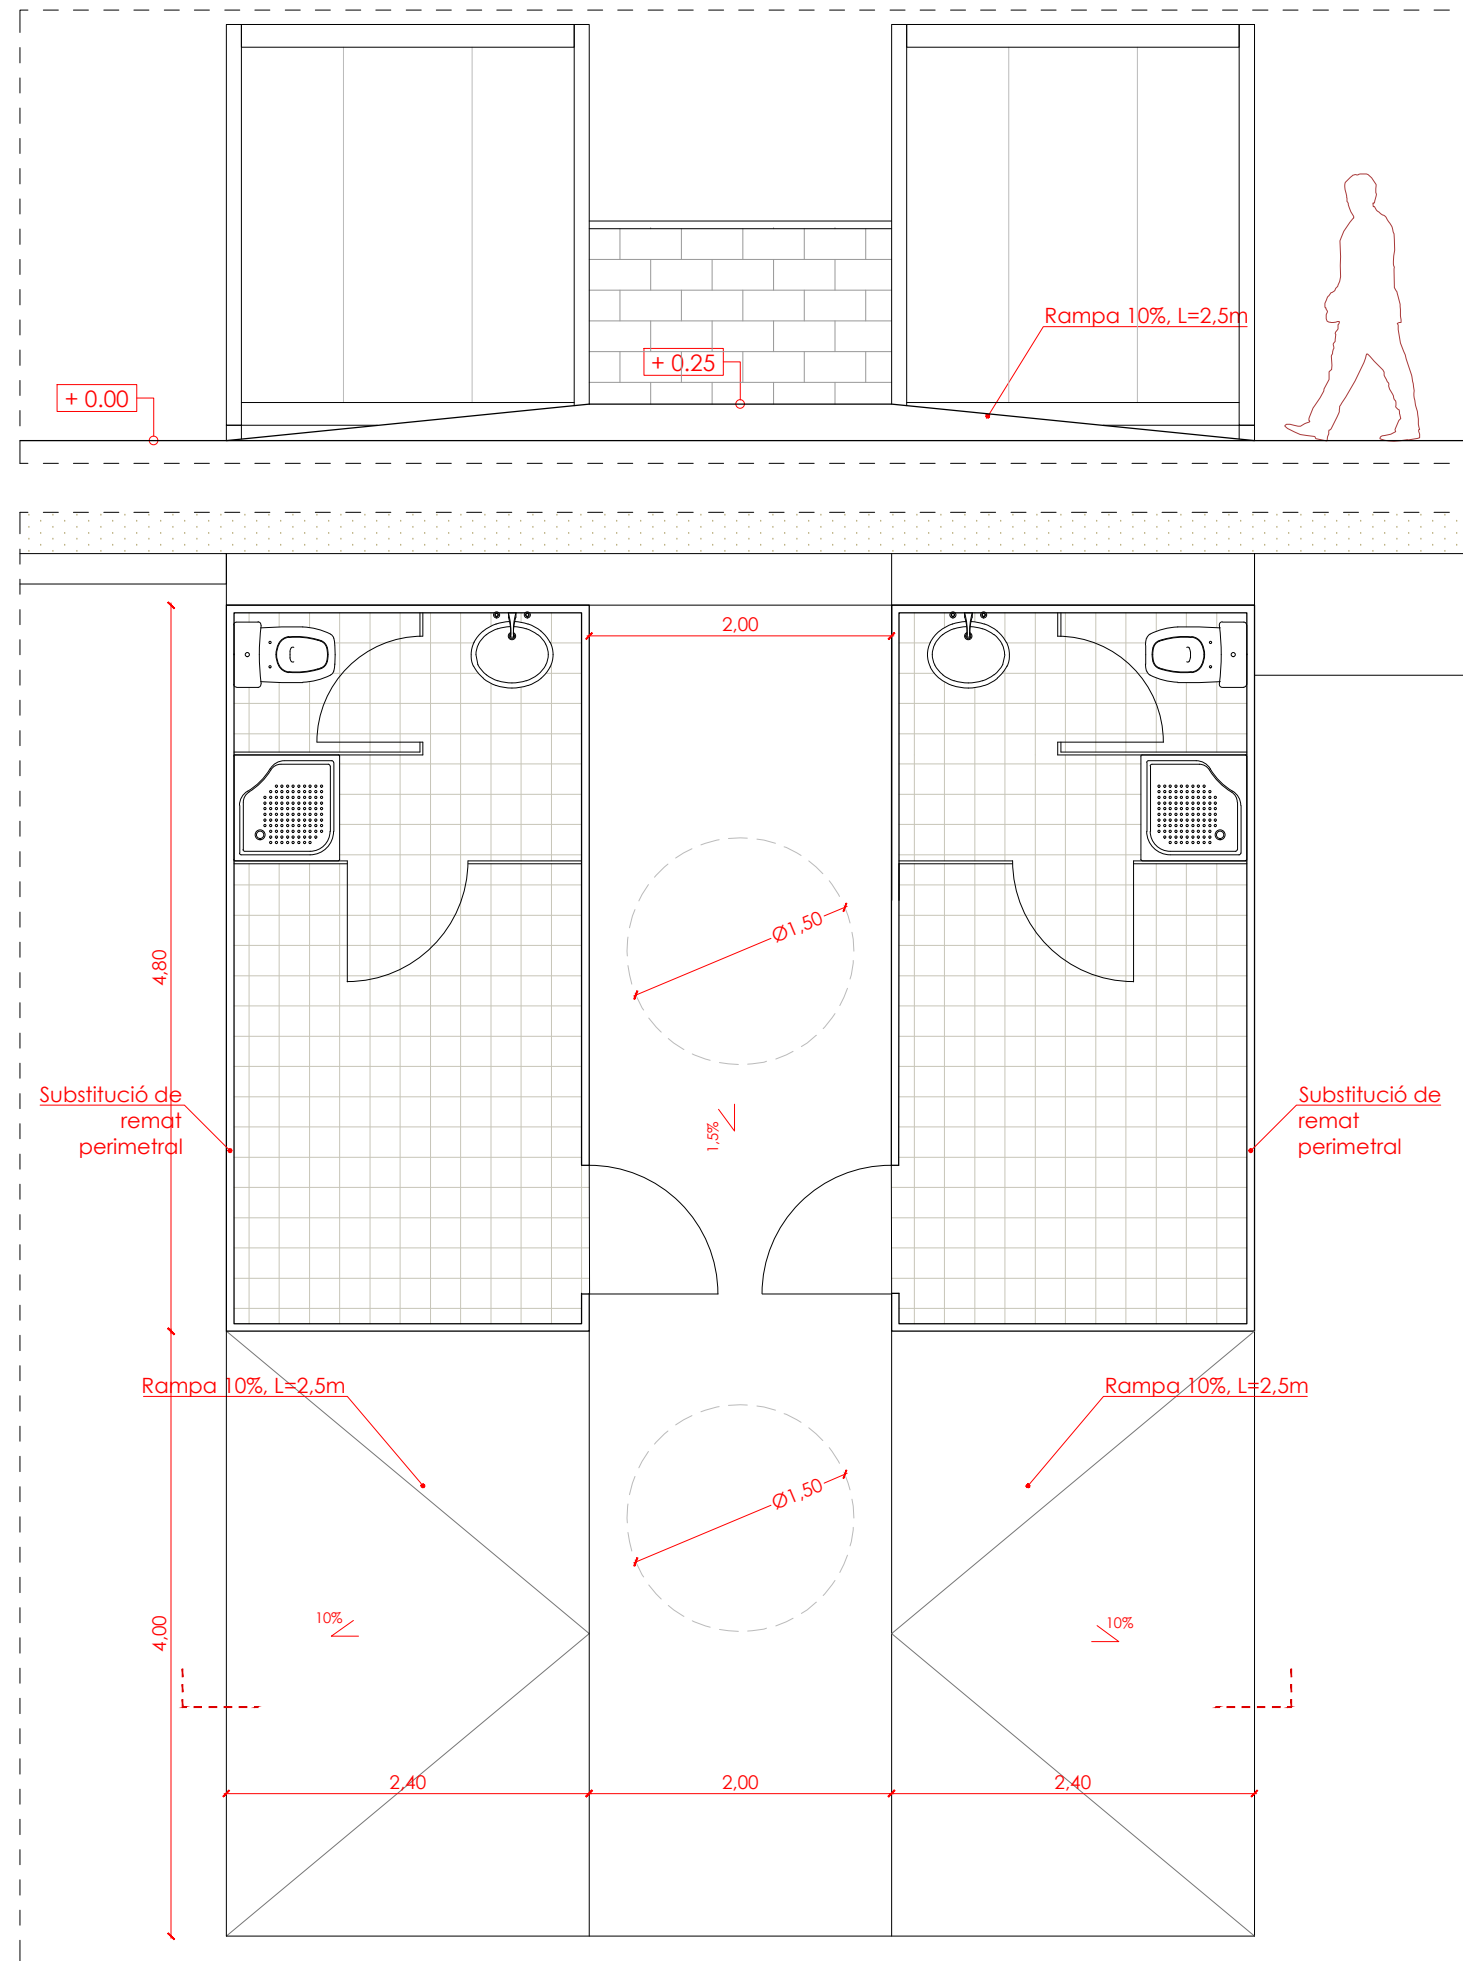 Rampa 10%, L=2,5m
+ 0.25
+ 0.00
2,00
Ø1,50
4,80
Substitució de
remat
perimetral
Substitució de
remat
perimetral
1,5%
Rampa 10%, L=2,5m
Rampa 10%, L=2,5m
Ø1,50
10%
10%
4,00
2,40
2,00
2,40